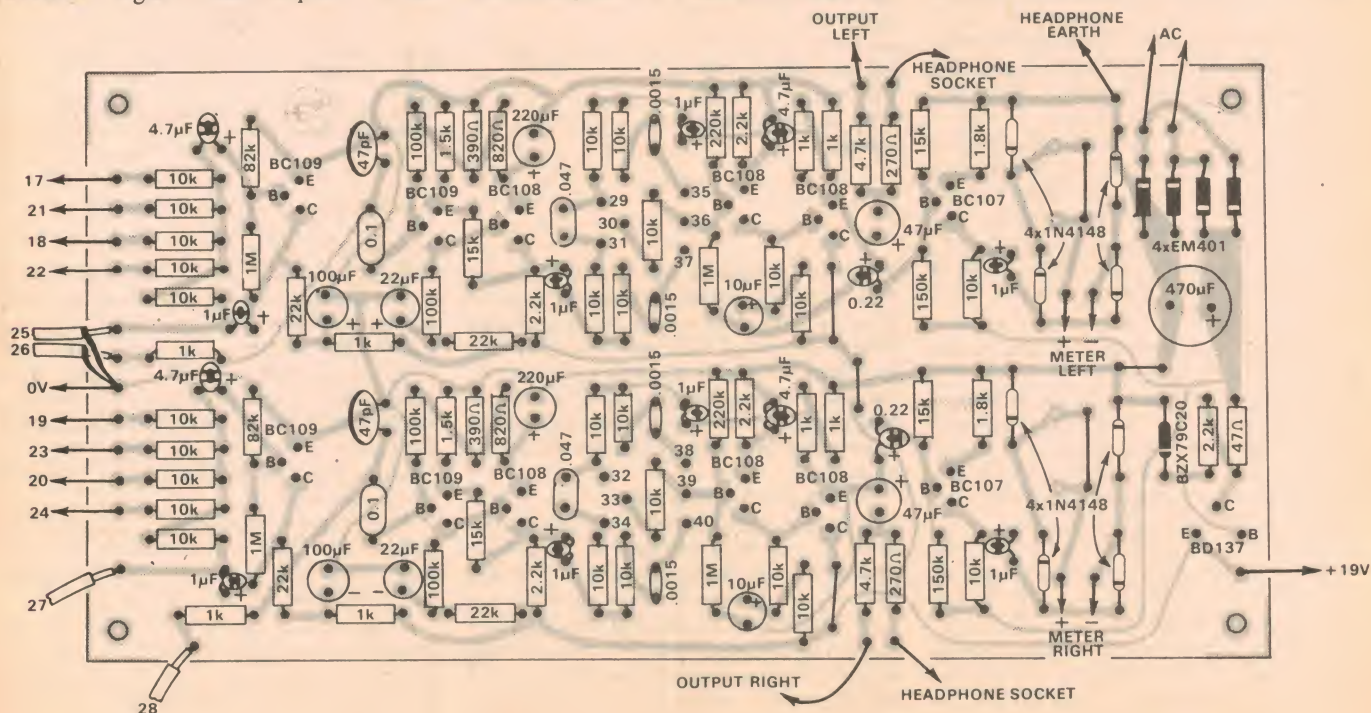 OUTPUT LEFT
HEADPHONE SOCKET
HEADPHONE EARTH
AC
4.7µF
+
82k
BC109
E
B
C
47pF
100k
1.5k
390Ω
820Ω
220µF
+
10k
10k
.0015
1µF
220k
2.2k
4.7µF
1k
1k
4.7k
270Ω
15k
1.8k
17
10k
21
10k
18
10k
22
10k
10k
1M
1µF
+
BC109
E
B
C
BC108
E
B
C
.047
29
30
31
35
36
37
BC108
E
B
C
BC108
E
B
C
BC107
E
B
C
47µF
+
4x1N4148
4xEM401
0.1
15k
10k
22k
100µF
+
22µF
+
100k
2.2k
1µF
+
10k
10k
.0015
1M
10µF
+
10k
10k
0.22
+
150k
10k
1µF
+
470µF
+
1k
22k
+
−
METER LEFT
25
26
0V
1k
4.7µF
+
19
10k
23
10k
20
10k
24
10k
82k
BC109
E
B
C
47pF
100k
1.5k
390Ω
820Ω
220µF
+
10k
10k
.0015
1µF
+
220k
2.2k
4.7µF
1k
1k
0.22
+
15k
1.8k
BZX79C20
2.2k
47Ω
BC109
E
B
C
BC108
E
B
C
.047
32
33
34
38
39
40
BC108
E
B
C
BC108
E
B
C
BC107
E
B
C
47µF
+
4x1N4148
C
E
B
BD137
0.1
15k
10k
10k
1M
1µF
+
22k
100µF
−
22µF
−
100k
2.2k
1µF
+
10k
10k
.0015
1M
10µF
+
10k
10k
4.7k
270Ω
150k
10k
1µF
+
+19V
27
1k
1k
22k
+
−
METER RIGHT
28
OUTPUT RIGHT
HEADPHONE SOCKET